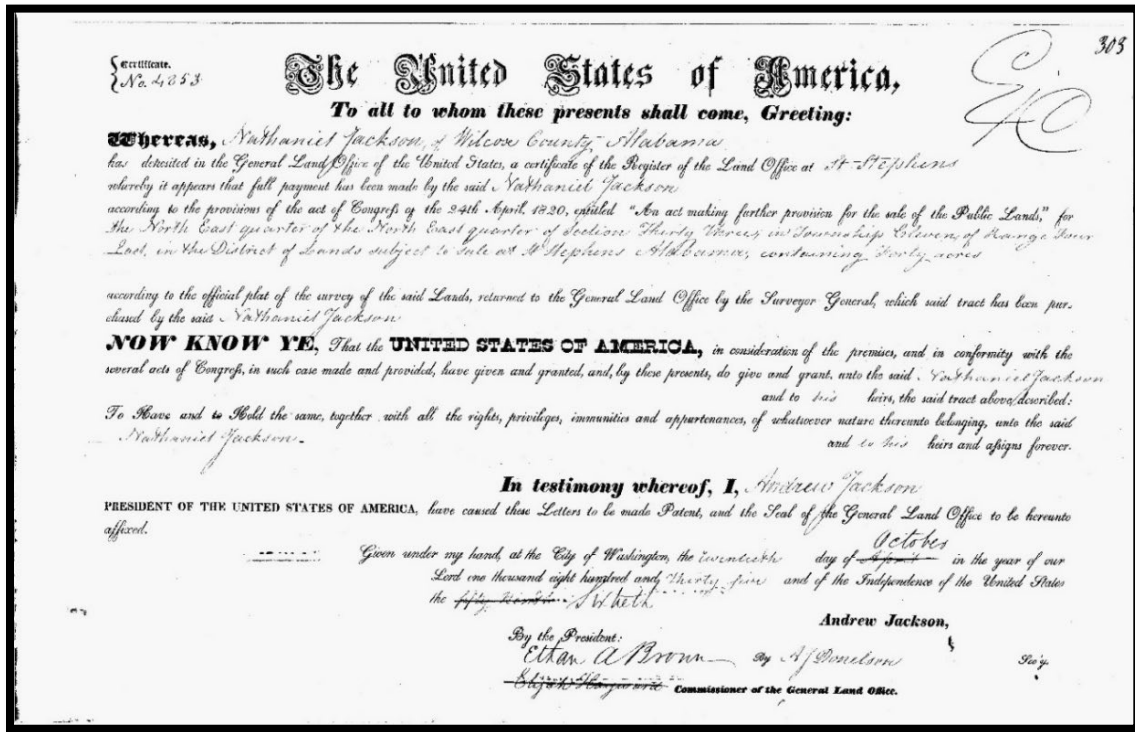 303
Certificate.
No. 4853
The United States of America,
To all to whom these presents shall come, Greeting:
Whereas, Nathaniel Jackson, of Wilcox County Alabama
has deposited in the General Land Office of the United States, a certificate of the Register of the Land Office at St Stephens
whereby it appears that full payment has been made by the said Nathaniel Jackson
according to the provisions of the act of Congress of the 24th April, 1820, entitled "An act making further provision for the sale of the Public Lands," for
the North East quarter of the North East quarter of Section Thirty Three, in Township Eleven, of Range Four
East, in the District of Lands subject to sale at St Stephens Alabama, containing Forty acres
according to the official plat of the survey of the said Lands, returned to the General Land Office by the Surveyor General, which said tract has been pur-
chased by the said Nathaniel Jackson
NOW KNOW YE, That the UNITED STATES OF AMERICA, in consideration of the premises, and in conformity with the
several acts of Congress, in such case made and provided, have given and granted, and, by these presents, do give and grant, unto the said Nathaniel Jackson
and to his heirs, the said tract above described:
To Have and to Hold the same, together with all the rights, privileges, immunities and appurtenances, of whatsoever nature thereunto belonging, unto the said
Nathaniel Jackson.
and to his heirs and assigns forever.
In testimony whereof, I, Andrew Jackson
PRESIDENT OF THE UNITED STATES OF AMERICA, have caused these Letters to be made Patent, and the Seal of the General Land Office to be hereunto
affixed.
October
Given under my hand, at the City of Washington, the twentieth day of April in the year of our
Lord one thousand eight hundred and thirty five and of the Independence of the United States
the fifty Sixtieth
Andrew Jackson,
By the President:
Ethan A Brown By A J Donelson Sec'y.
Elijah Hayward Commissioner of the General Land Office.